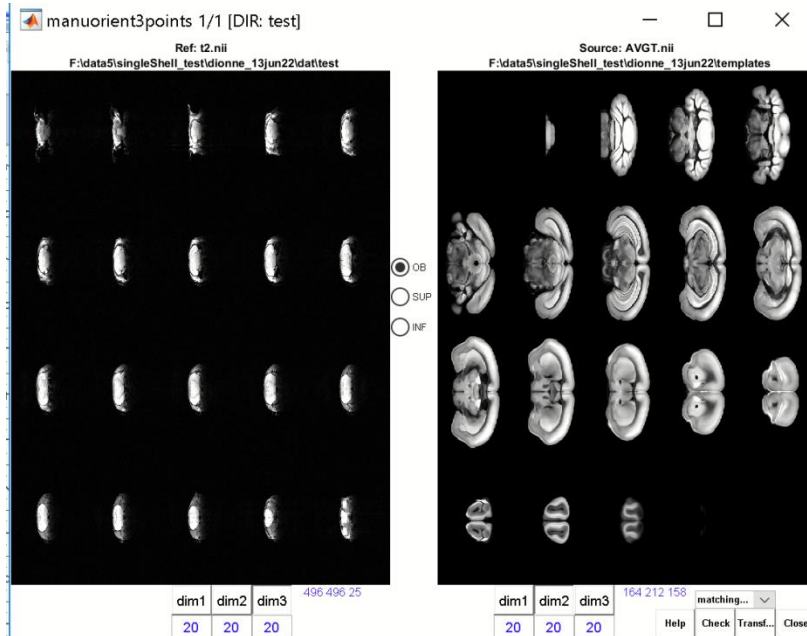 manuorient3points 1/1 [DIR: test]
Ref: t2.nii
F:\data5\singleShell_test\dionne_13jun22\dat\test
Source: AVGT.nii
F:\data5\singleShell_test\dionne_13jun22\templates
OB
SUP
INF
dim1 dim2 dim3 496 496 25
20 20 20
dim1 dim2 dim3 164 212 158 matching...
20 20 20 Help Check Transf... Close